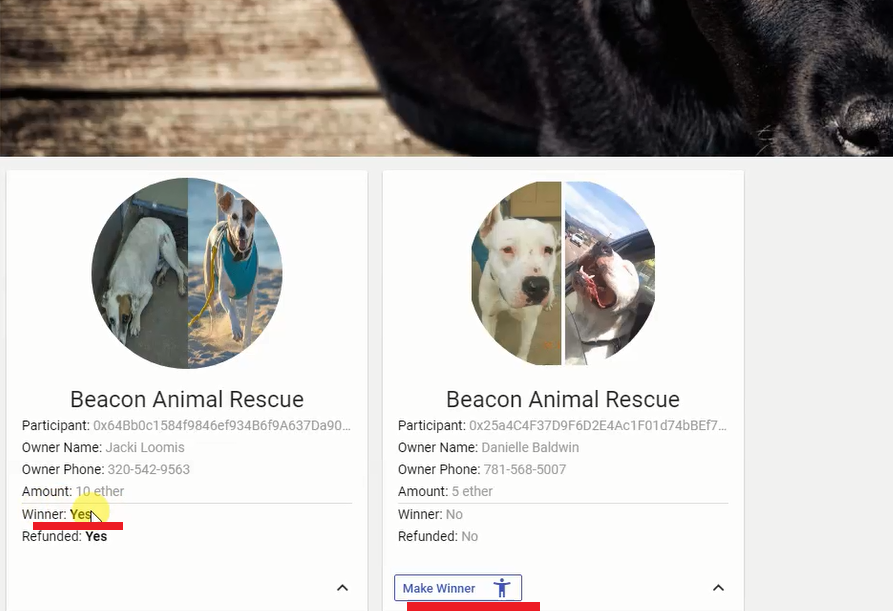 Beacon Animal Rescue
Participant: 0x64Bb0c1584f9846ef934B6f9A637Da90...
Owner Name: Jacki Loomis
Owner Phone: 320-542-9563
Amount: 10 ether
Winner: Yes
Refunded: Yes
Beacon Animal Rescue
Participant: 0x25a4C4F37D9F6D2E4Ac1F01d74bBEf7...
Owner Name: Danielle Baldwin
Owner Phone: 781-568-5007
Amount: 5 ether
Winner: No
Refunded: No
Make Winner